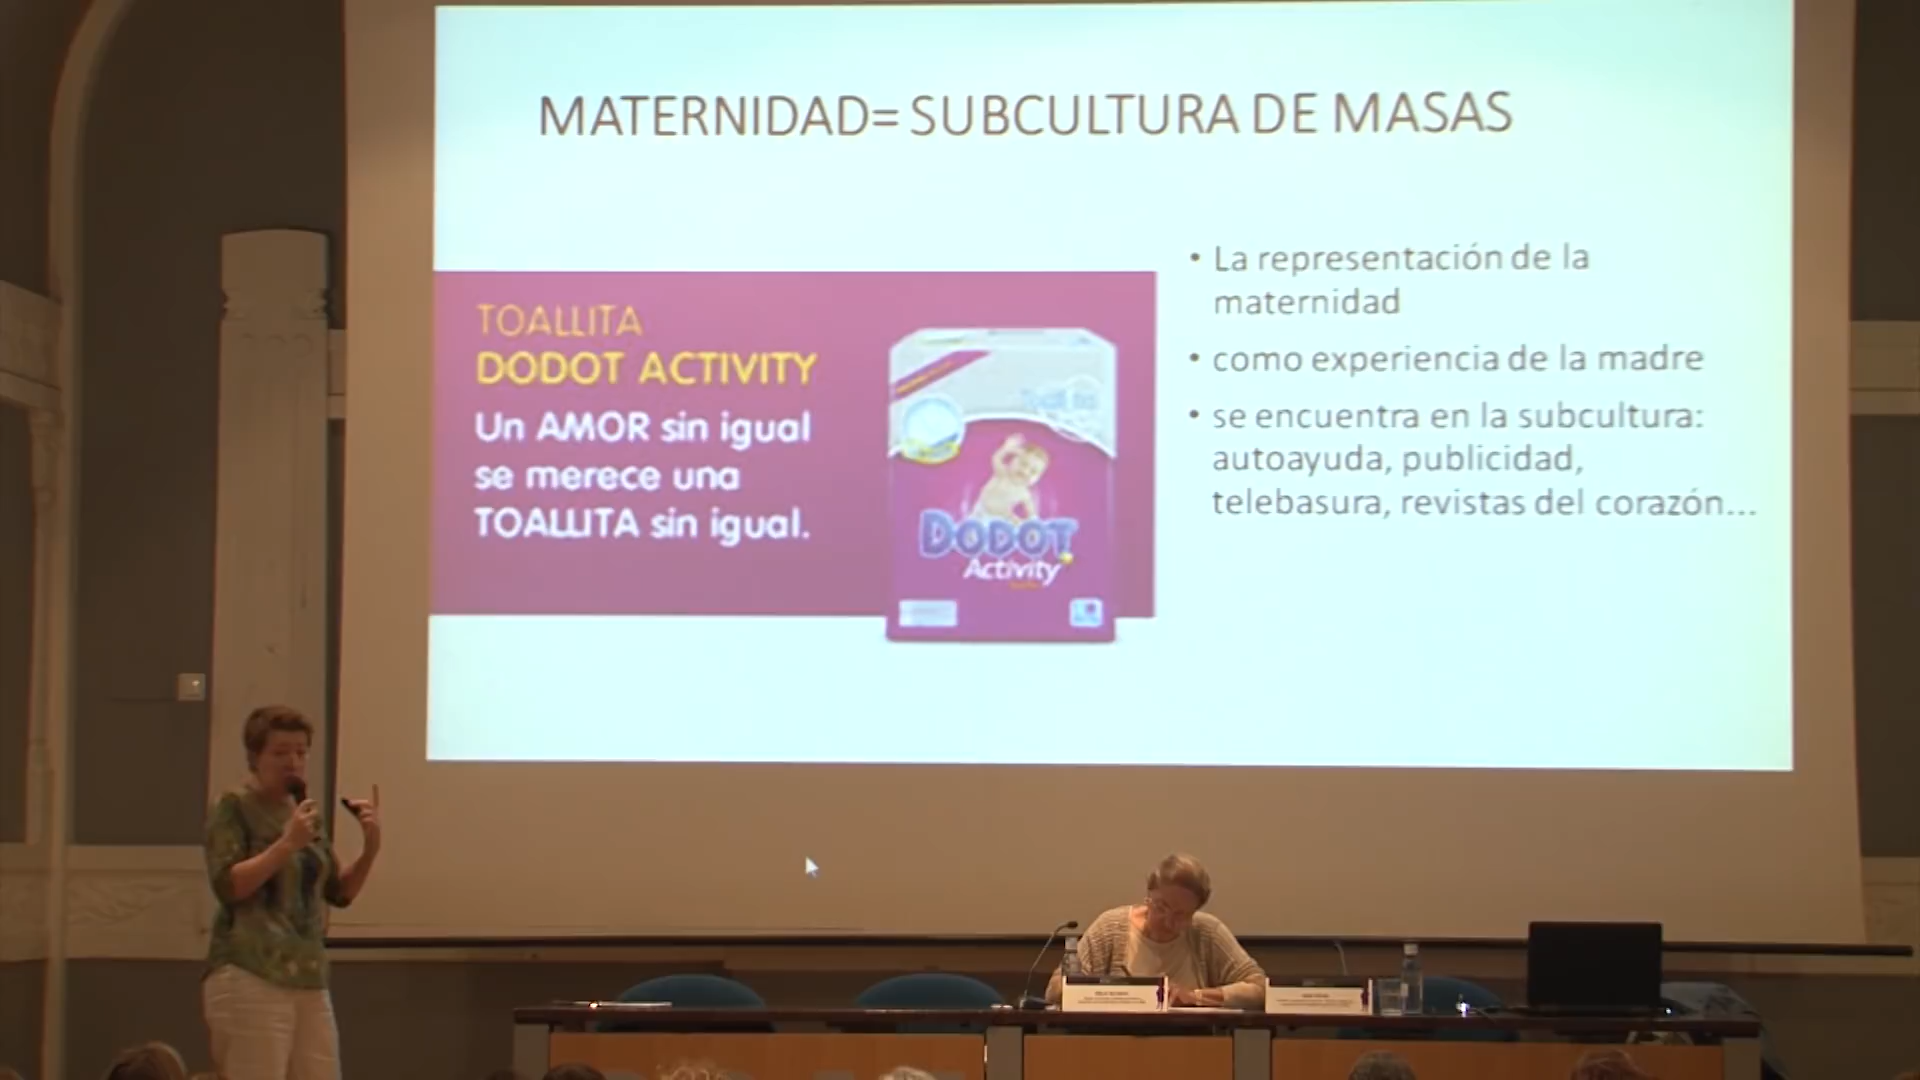 MATERNIDAD= SUBCULTURA DE MASAS
TOALLITA
DODOT ACTIVITY
Un AMOR sin igual
se merece una
TOALLITA sin igual.
DODOT
Activity
• La representación de la
maternidad
• como experiencia de la madre
• se encuentra en la subcultura:
autoayuda, publicidad,
telebasura, revistas del corazón...